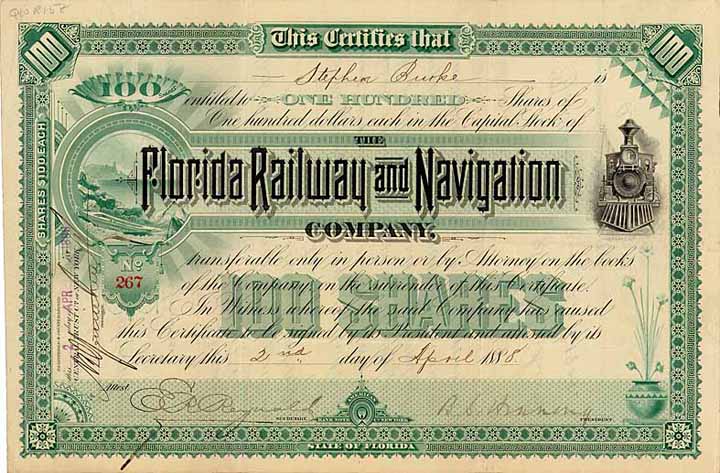 100
This Certifies that
100
Stephen Burke is
100
entitled to ONE HUNDRED Shares of
One hundred dollars each in the Capital Stock of
THE
Florida Railway and Navigation
COMPANY,
SHARES $100 EACH
transferable only in person or by Attorney on the books
of the Company on the surrender of this Certificate.
No
267
100 SHARES
In Witness whereof the said Company has caused
this Certificate to be signed by its President and attested by its
Secretary this 2nd day of April 1888.
APR
Attest
SECRETARY
AMERICAN
PRESIDENT
STATE OF FLORIDA